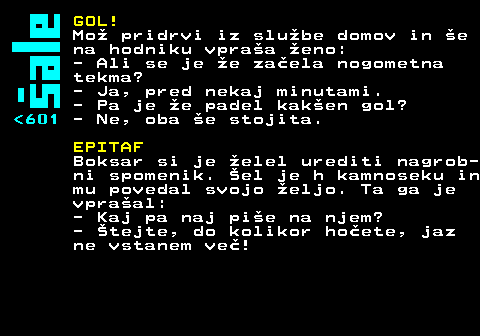 Šale
<601
GOL!
Mož pridrvi iz službe domov in še
na hodniku vpraša ženo:
- Ali se je že začela nogometna
tekma?
- Ja, pred nekaj minutami.
- Pa je že padel kakšen gol?
- Ne, oba še stojita.
EPITAF
Boksar si je želel urediti nagrob-
ni spomenik. Šel je h kamnoseku in
mu povedal svojo željo. Ta ga je
vprašal:
- Kaj pa naj piše na njem?
- Štejte, do kolikor hočete, jaz
ne vstanem več!